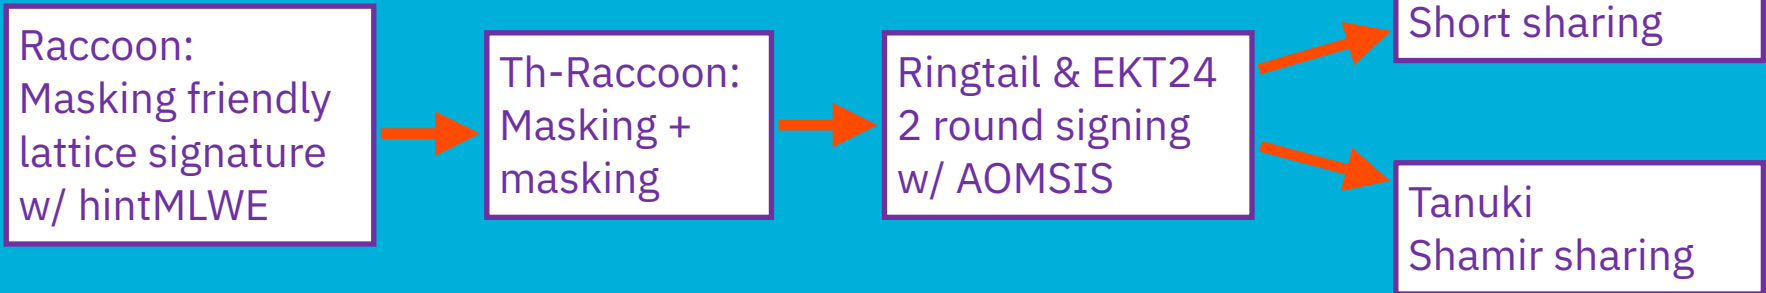 Raccoon:
Masking friendly
lattice signature
w/ hintMLWE
Th-Raccoon:
Masking +
masking
Ringtail & EKT24
2 round signing
w/ AOMSIS
Short sharing
Tanuki
Shamir sharing